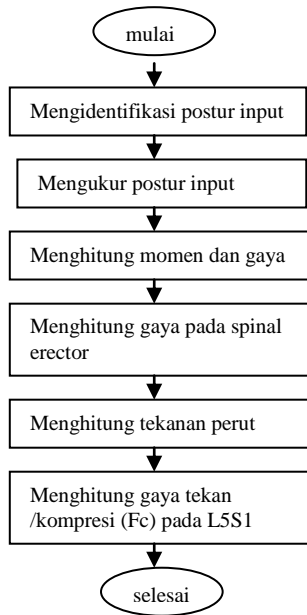 mulai
Mengidentifikasi postur input
Mengukur postur input
Menghitung momen dan gaya
Menghitung gaya pada spinal
erector
Menghitung tekanan perut
Menghitung gaya tekan
/kompresi (Fc) pada L5S1
selesai